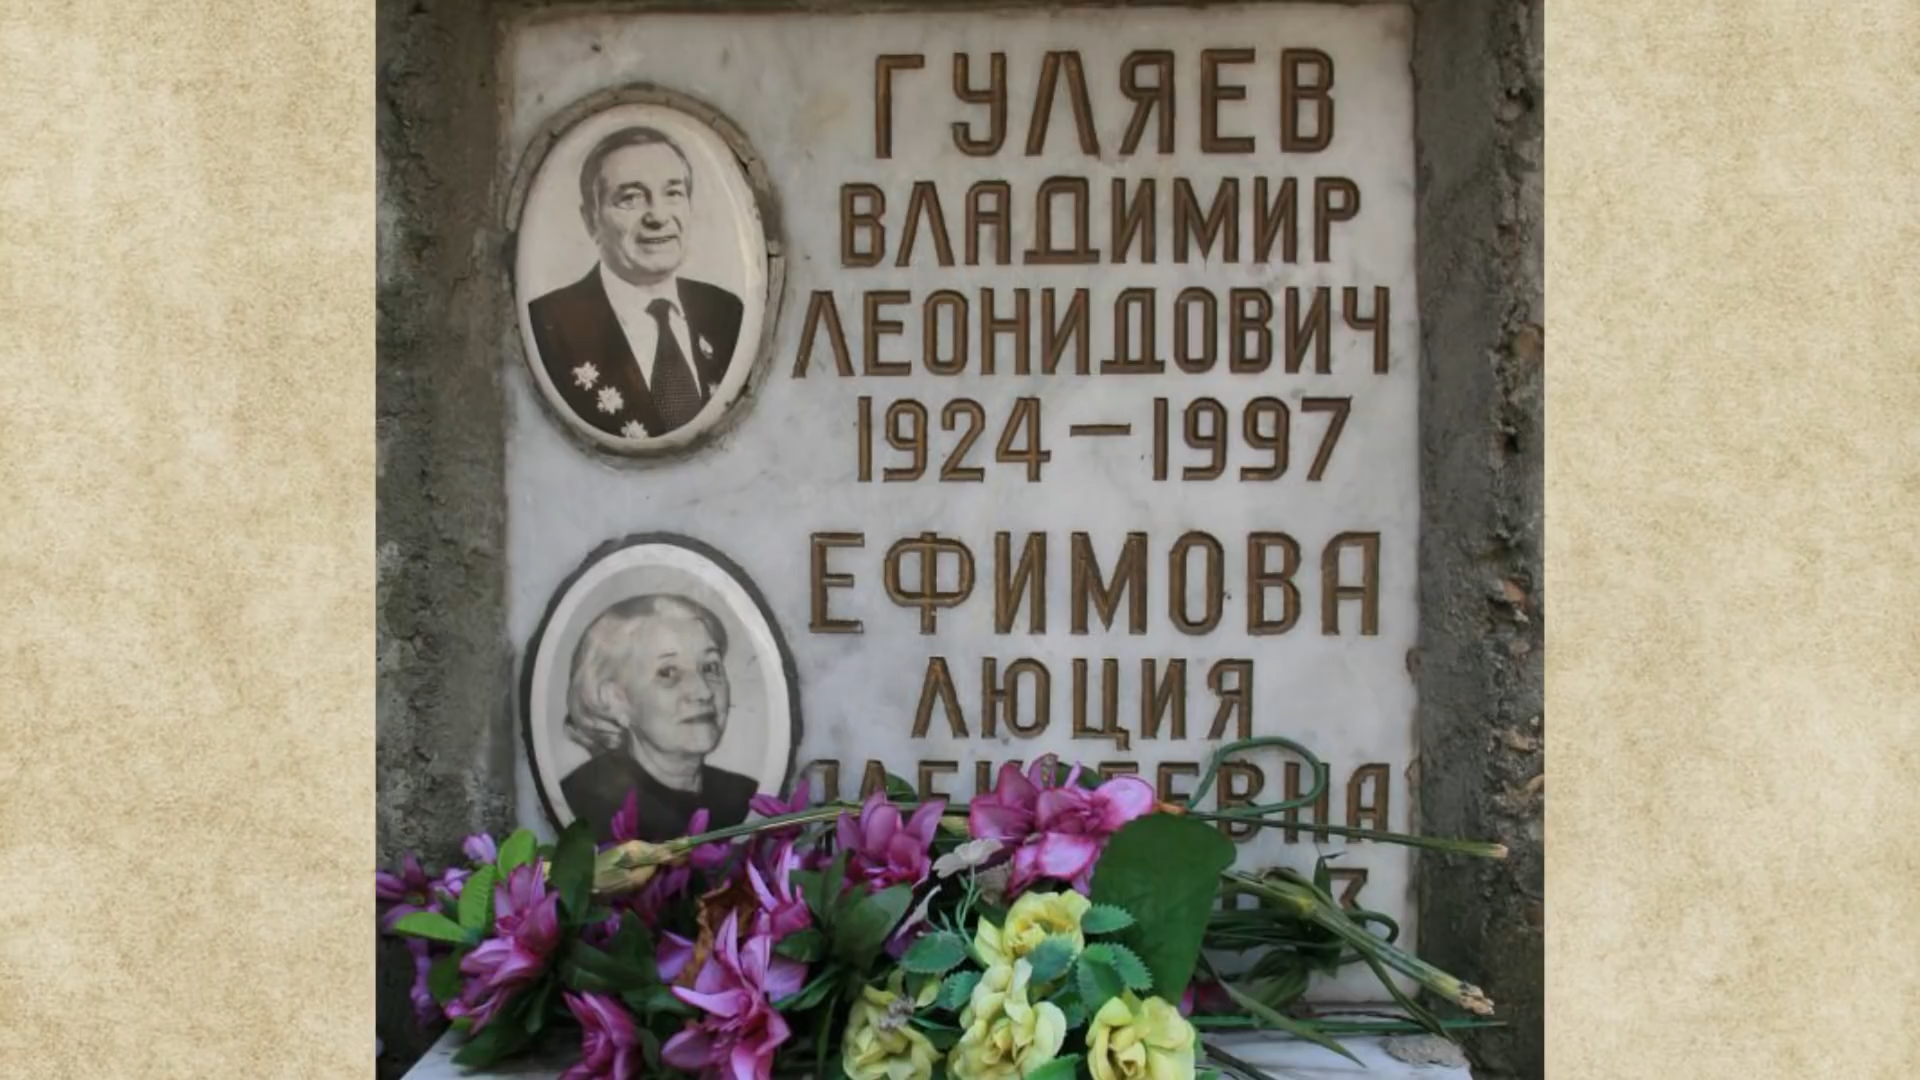 ГУЛЯЕВ
ВЛАДИМИР
ЛЕОНИДОВИЧ
1924 – 1997
ЕФИМОВА
ЛЮЦИЯ